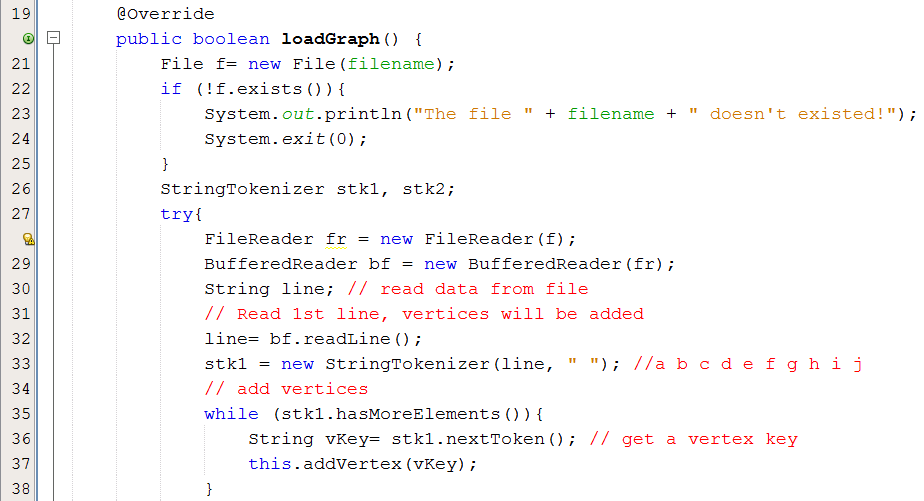 19 @Override
public boolean loadGraph() {
21 File f= new File(filename);
22 if (!f.exists()){
23 System.out.println("The file " + filename + " doesn't existed!");
24 System.exit(0);
25 }
26 StringTokenizer stk1, stk2;
27 try{
FileReader fr = new FileReader(f);
29 BufferedReader bf = new BufferedReader(fr);
30 String line; // read data from file
31 // Read 1st line, vertices will be added
32 line= bf.readLine();
33 stk1 = new StringTokenizer(line, " "); //a b c d e f g h i j
34 // add vertices
35 while (stk1.hasMoreElements()){
36 String vKey= stk1.nextToken(); // get a vertex key
37 this.addVertex(vKey);
38 }